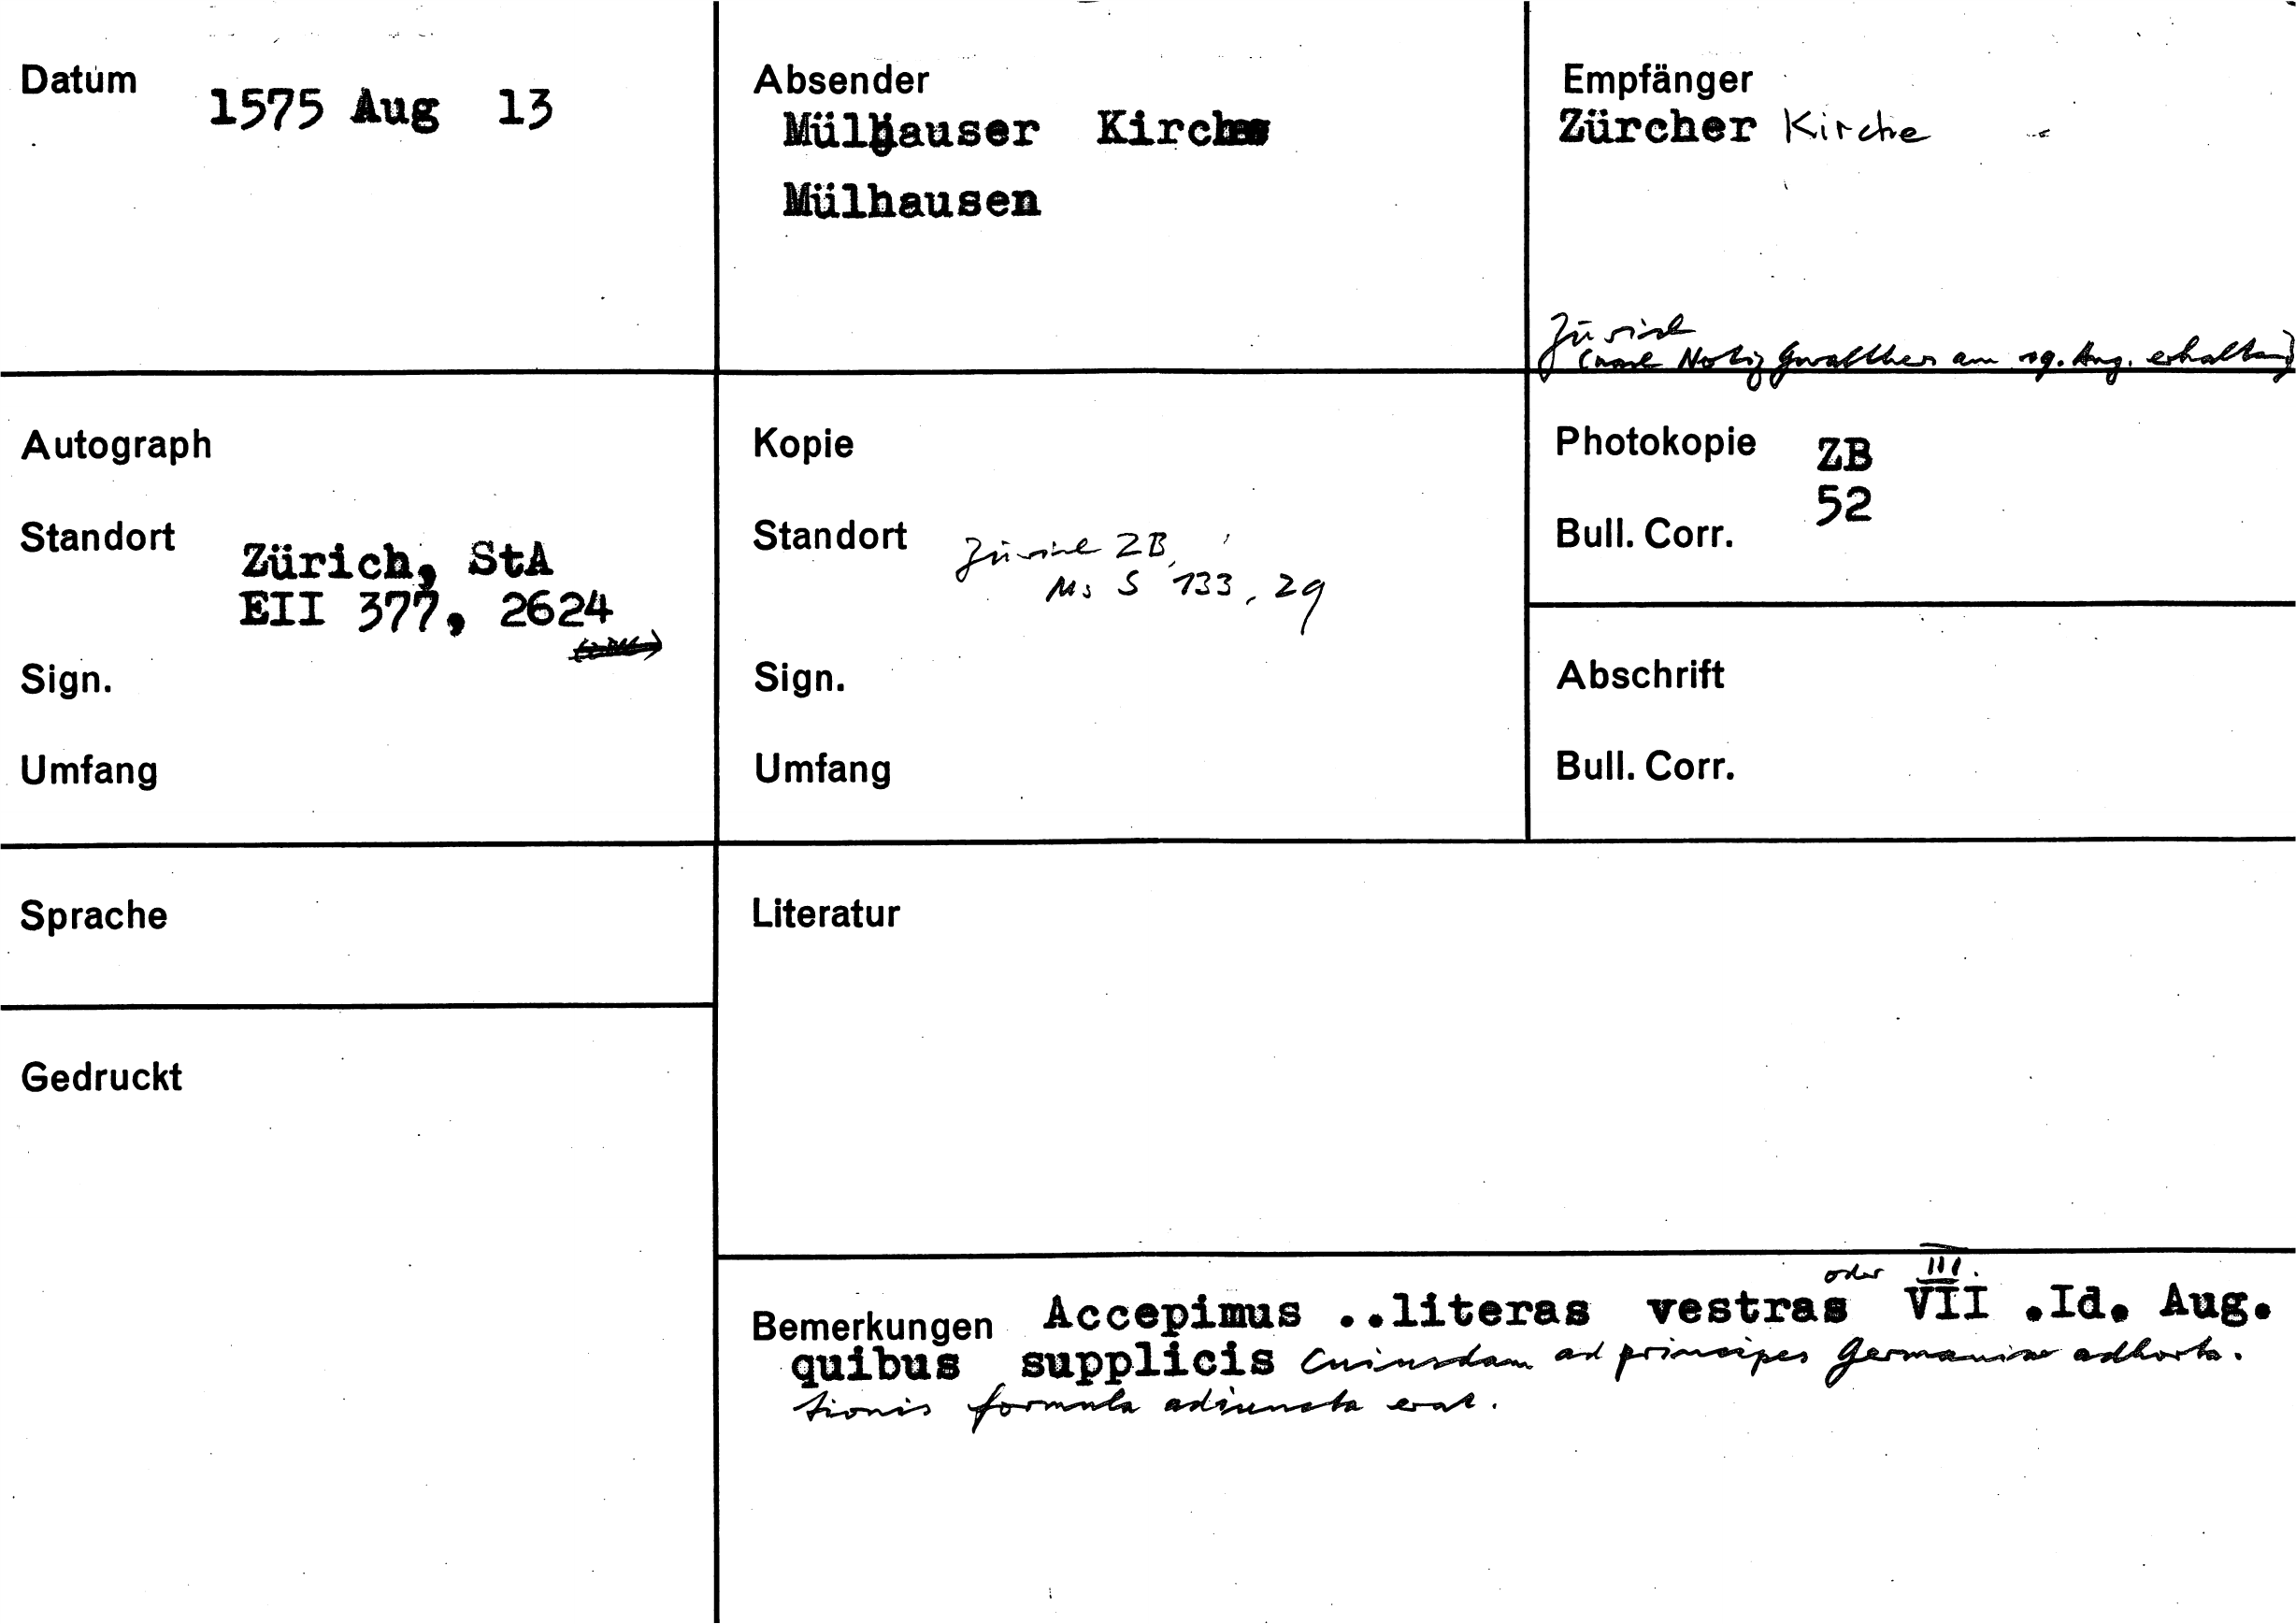 Datum
1575 Aug 13
Absender
Mülhauser Kirche
Mülhausen
Empfänger
Zürcher Kirche
Zürich
(nach Notiz Gwalthers am 19. Aug. erhalten)
Autograph
Standort
Zürich, StA
EII 377, 2624
Sign.
Umfang
Kopie
Standort
Zürich ZB,
Ms S 133, 29
Sign.
Umfang
Photokopie ZB
52
Bull. Corr.
Abschrift
Bull. Corr.
Sprache
Gedruckt
Literatur
oder III.
Bemerkungen Accepimus ..literas vestras VII .Id. Aug.
quibus supplicis cuiusdam ad principes Germaniae adhorta-
tionis formula adiuncta erat.